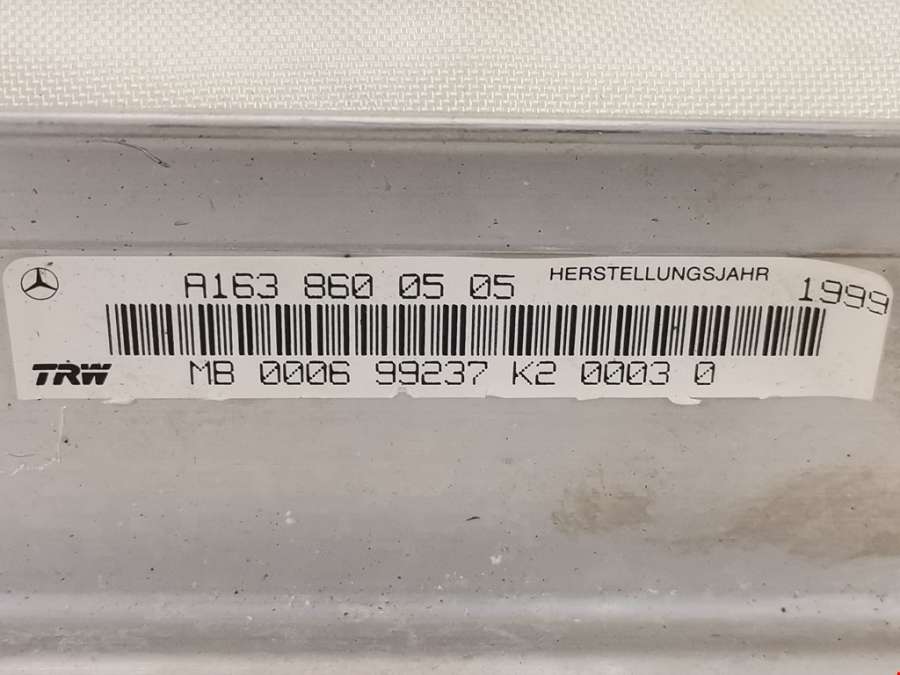 A163 860 05 05 HERSTELLUNGSJAHR 1999
TRW MB 0006 99237 K2 0003 0